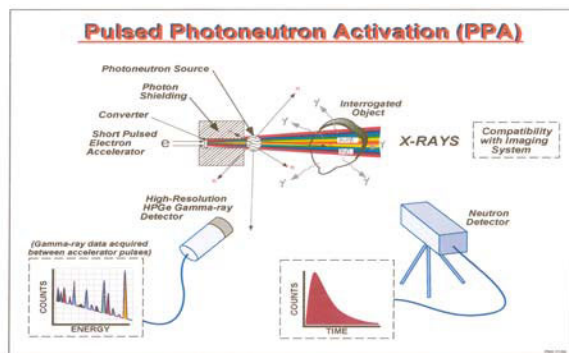 Pulsed Photoneutron Activation (PPA)
Photoneutron Source
Photon
Shielding
Converter
Short Pulsed
Electron
Accelerator
e
n
n
n
γ
γ
γ
γ
γ
Interrogated
Object
X-RAYS
Compatibility
with Imaging
System
High-Resolution
HPGe Gamma-ray
Detector
(Gamma-ray data acquired
between accelerator pulses)
COUNTS
ENERGY
Neutron
Detector
COUNTS
TIME